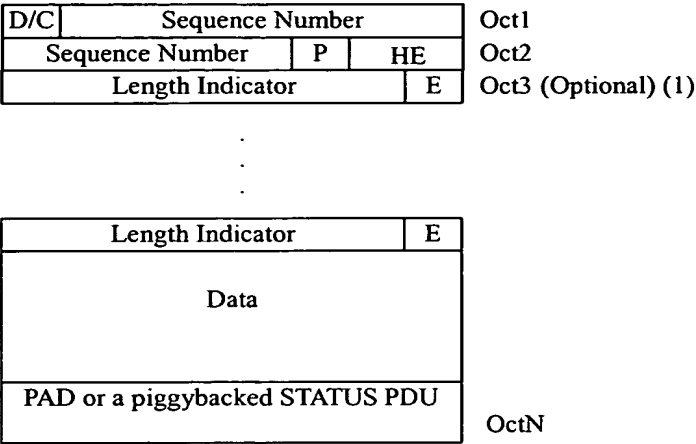 D/C Sequence Number Oct1
Sequence Number P HE Oct2
Length Indicator E Oct3 (Optional) (1)
.
.
.
Length Indicator E
Data
PAD or a piggybacked STATUS PDU
OctN